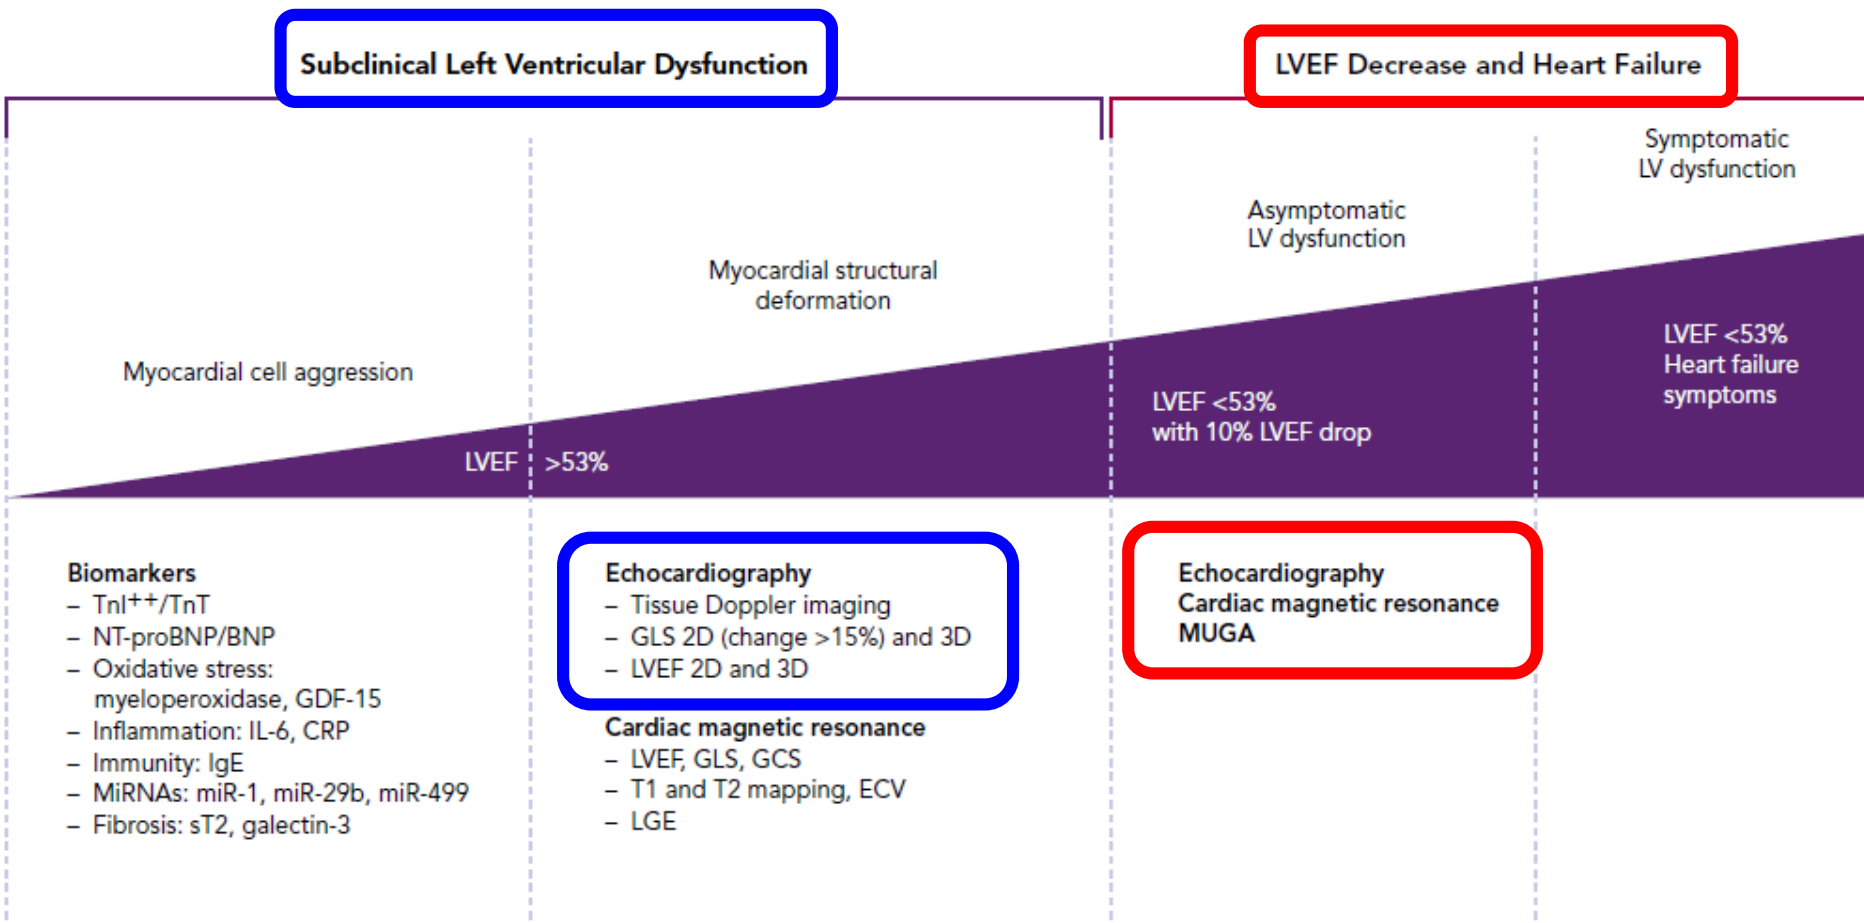 Subclinical Left Ventricular Dysfunction
LVEF Decrease and Heart Failure
Myocardial cell aggression
Myocardial structural
deformation
Asymptomatic
LV dysfunction
Symptomatic
LV dysfunction
LVEF >53%
LVEF <53%
with 10% LVEF drop
LVEF <53%
Heart failure
symptoms
Biomarkers
– TnI++/TnT
– NT-proBNP/BNP
– Oxidative stress:
myeloperoxidase, GDF-15
– Inflammation: IL-6, CRP
– Immunity: IgE
– MiRNAs: miR-1, miR-29b, miR-499
– Fibrosis: sT2, galectin-3
Echocardiography
– Tissue Doppler imaging
– GLS 2D (change >15%) and 3D
– LVEF 2D and 3D
Cardiac magnetic resonance
– LVEF, GLS, GCS
– T1 and T2 mapping, ECV
– LGE
Echocardiography
Cardiac magnetic resonance
MUGA